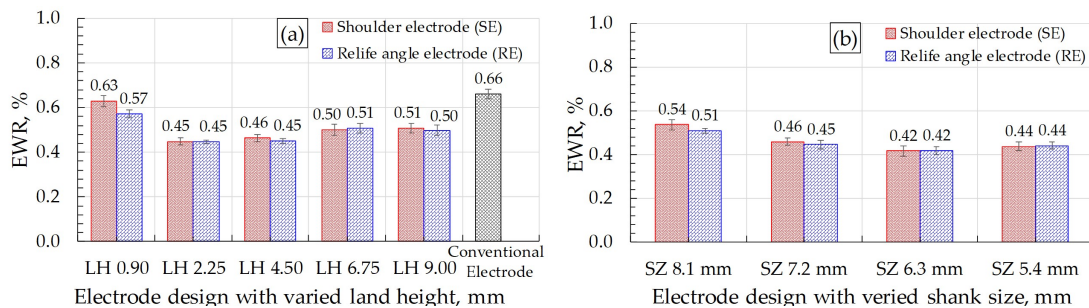 (a)
Shoulder electrode (SE)
Relife angle electrode (RE)
EWR, %
1.0
0.8
0.6
0.4
0.2
0.0
0.63
0.57
0.45
0.45
0.46
0.45
0.50
0.51
0.51
0.50
0.66
LH 0.90
LH 2.25
LH 4.50
LH 6.75
LH 9.00
Conventional
Electrode
Electrode design with varied land height, mm
(b)
Shoulder electrode (SE)
Relife angle electrode (RE)
EWR, %
1.0
0.8
0.6
0.4
0.2
0.0
0.54
0.51
0.46
0.45
0.42
0.42
0.44
0.44
SZ 8.1 mm
SZ 7.2 mm
SZ 6.3 mm
SZ 5.4 mm
Electrode design with veried shank size, mm